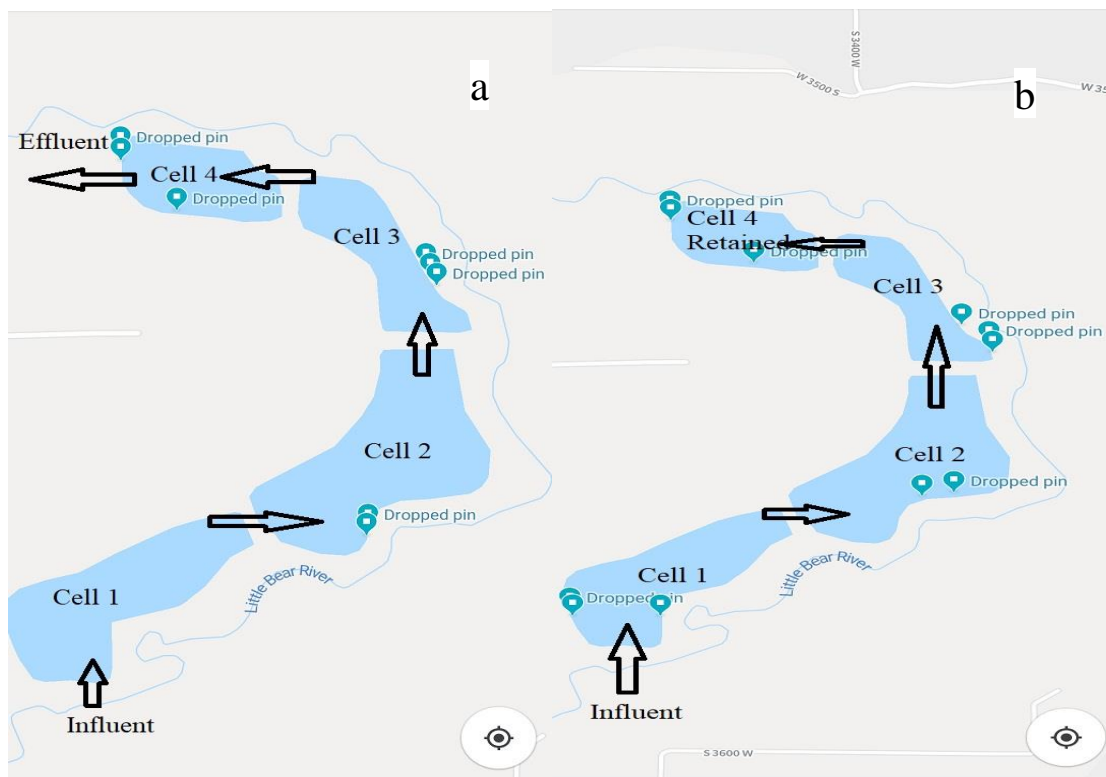 a
Effluent
Dropped pin
Cell 4
Dropped pin
Cell 3
Dropped pin
Dropped pin
Cell 2
Dropped pin
Little Bear River
Cell 1
Influent
S 3400 W
W 3500 S
W 35
b
Dropped pin
Cell 4
Retained
Dropped pin
Cell 3
Dropped pin
Dropped pin
Cell 2
Dropped pin
Cell 1
Dropped pin
Little Bear River
Influent
S 3600 W